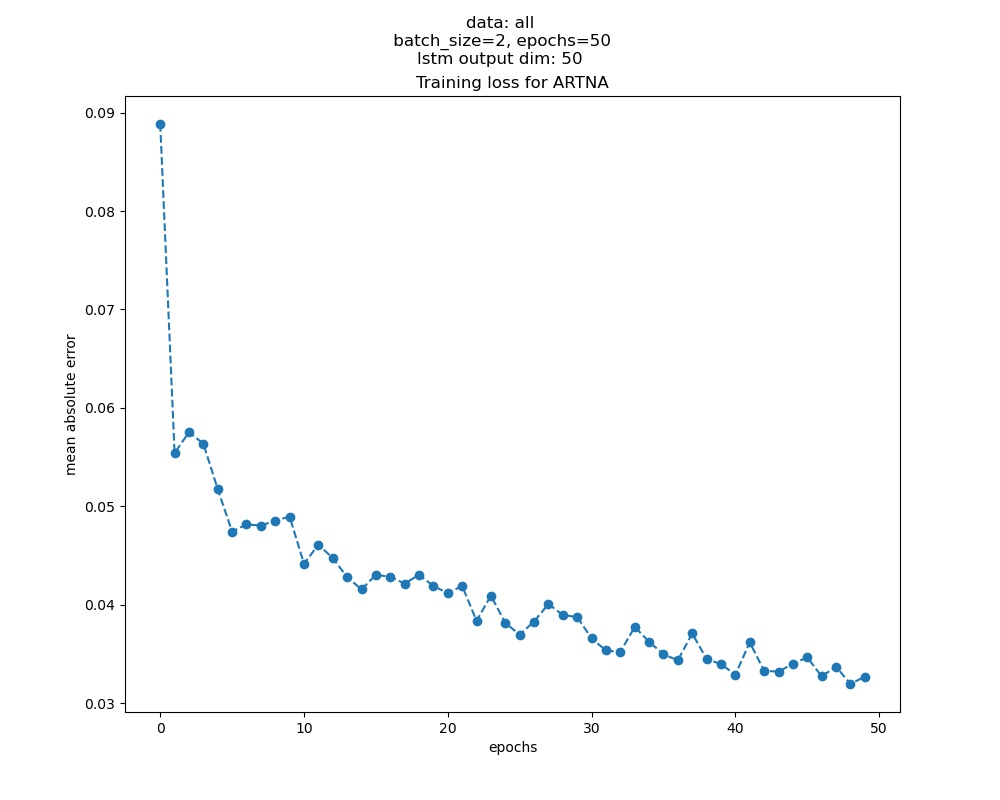 data: all
batch_size=2, epochs=50
lstm output dim: 50
Training loss for ARTNA
0.09
0.08
0.07
0.06
0.05
0.04
0.03
mean absolute error
0 10 20 30 40 50
epochs